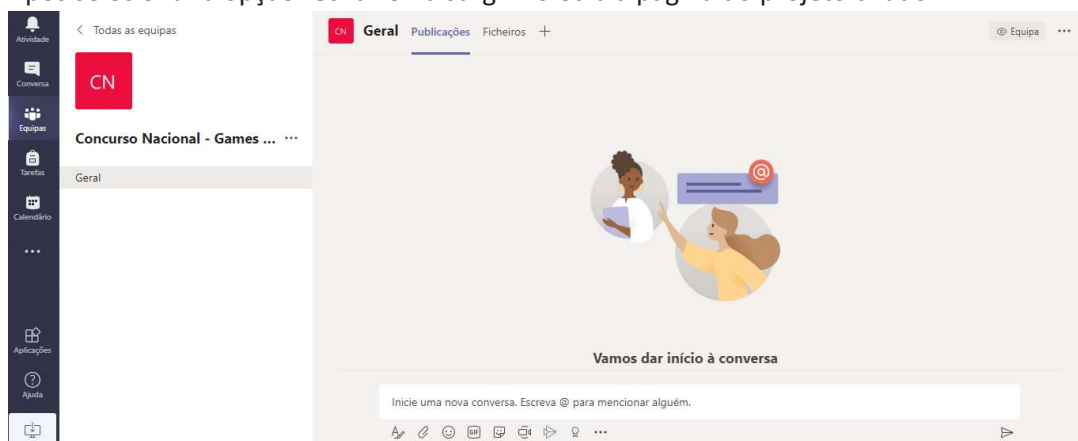 Atividade
Conversa
Equipas
Tarefas
Calendário
Aplicações
Ajuda
Todas as equipas
CN
Concurso Nacional - Games ...
Geral
CN Geral Publicações Ficheiros +
Equipa
@
Vamos dar início à conversa
Inicie uma nova conversa. Escreva @ para mencionar alguém.
GIF